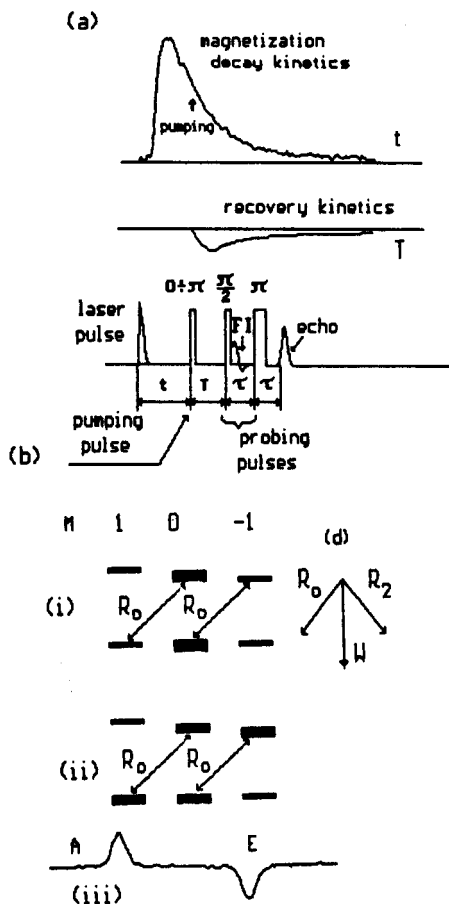 (a)
magnetization
decay kinetics
pumping
t
recovery kinetics
T
0÷π π/2 π
laser
pulse
FI
echo
t T τ τ
pumping
pulse
probing
pulses
(b)
M 1 0 -1
(d)
(i)
R₀ R₀
R₀ R₂
W
(ii)
R₀ R₀
A E
(iii)